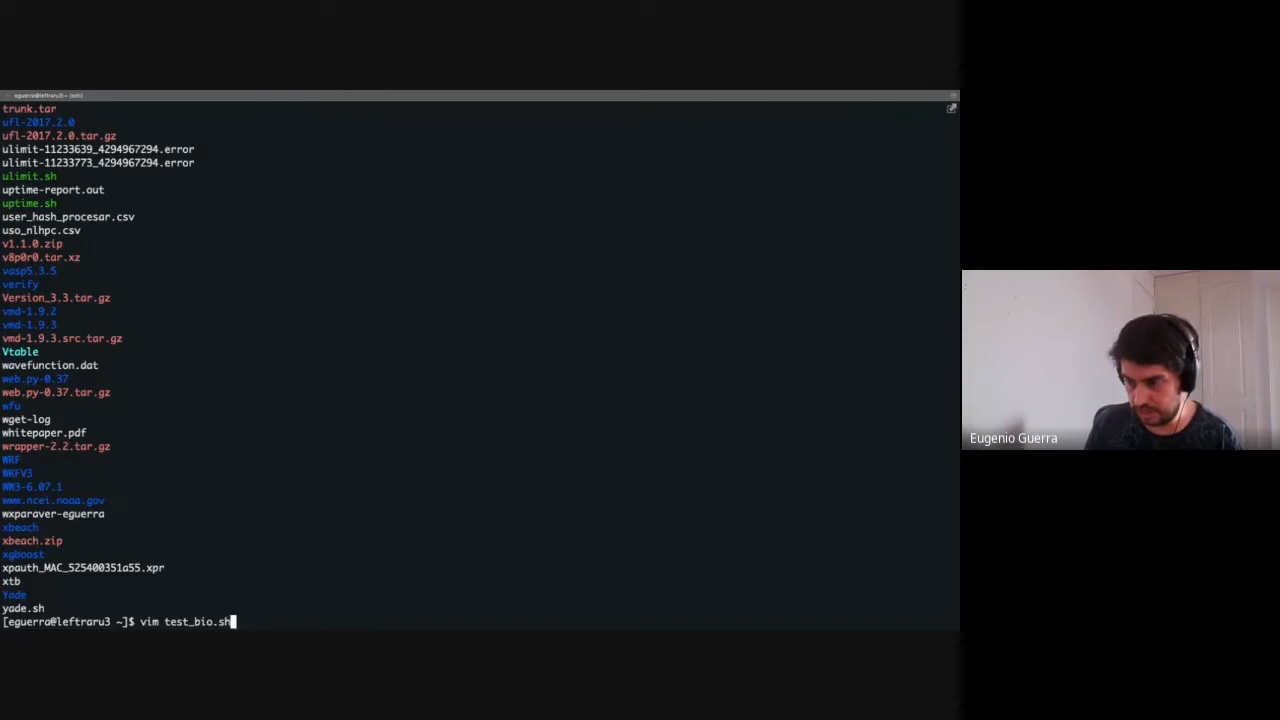 eguerra@leftraru3:~ (ssh)
trunk.tar
ufl-2017.2.0
ufl-2017.2.0.tar.gz
ulimit-11233639_4294967294.error
ulimit-11233773_4294967294.error
ulimit.sh
uptime-report.out
uptime.sh
user_hash_procesar.csv
uso_nlhpc.csv
v1.1.0.zip
v8p0r0.tar.xz
vasp5.3.5
verify
Version_3.3.tar.gz
vmd-1.9.2
vmd-1.9.3
vmd-1.9.3.src.tar.gz
Vtable
wavefunction.dat
web.py-0.37
web.py-0.37.tar.gz
wfu
wget-log
whitepaper.pdf
wrapper-2.2.tar.gz
WRF
WRFV3
WW3-6.07.1
www.ncei.noaa.gov
wxparaver-eguerra
xbeach
xbeach.zip
xgboost
xpauth_MAC_525400351a55.xpr
xtb
Yade
yade.sh
[eguerra@leftraru3 ~]$ vim test_bio.sh
Eugenio Guerra